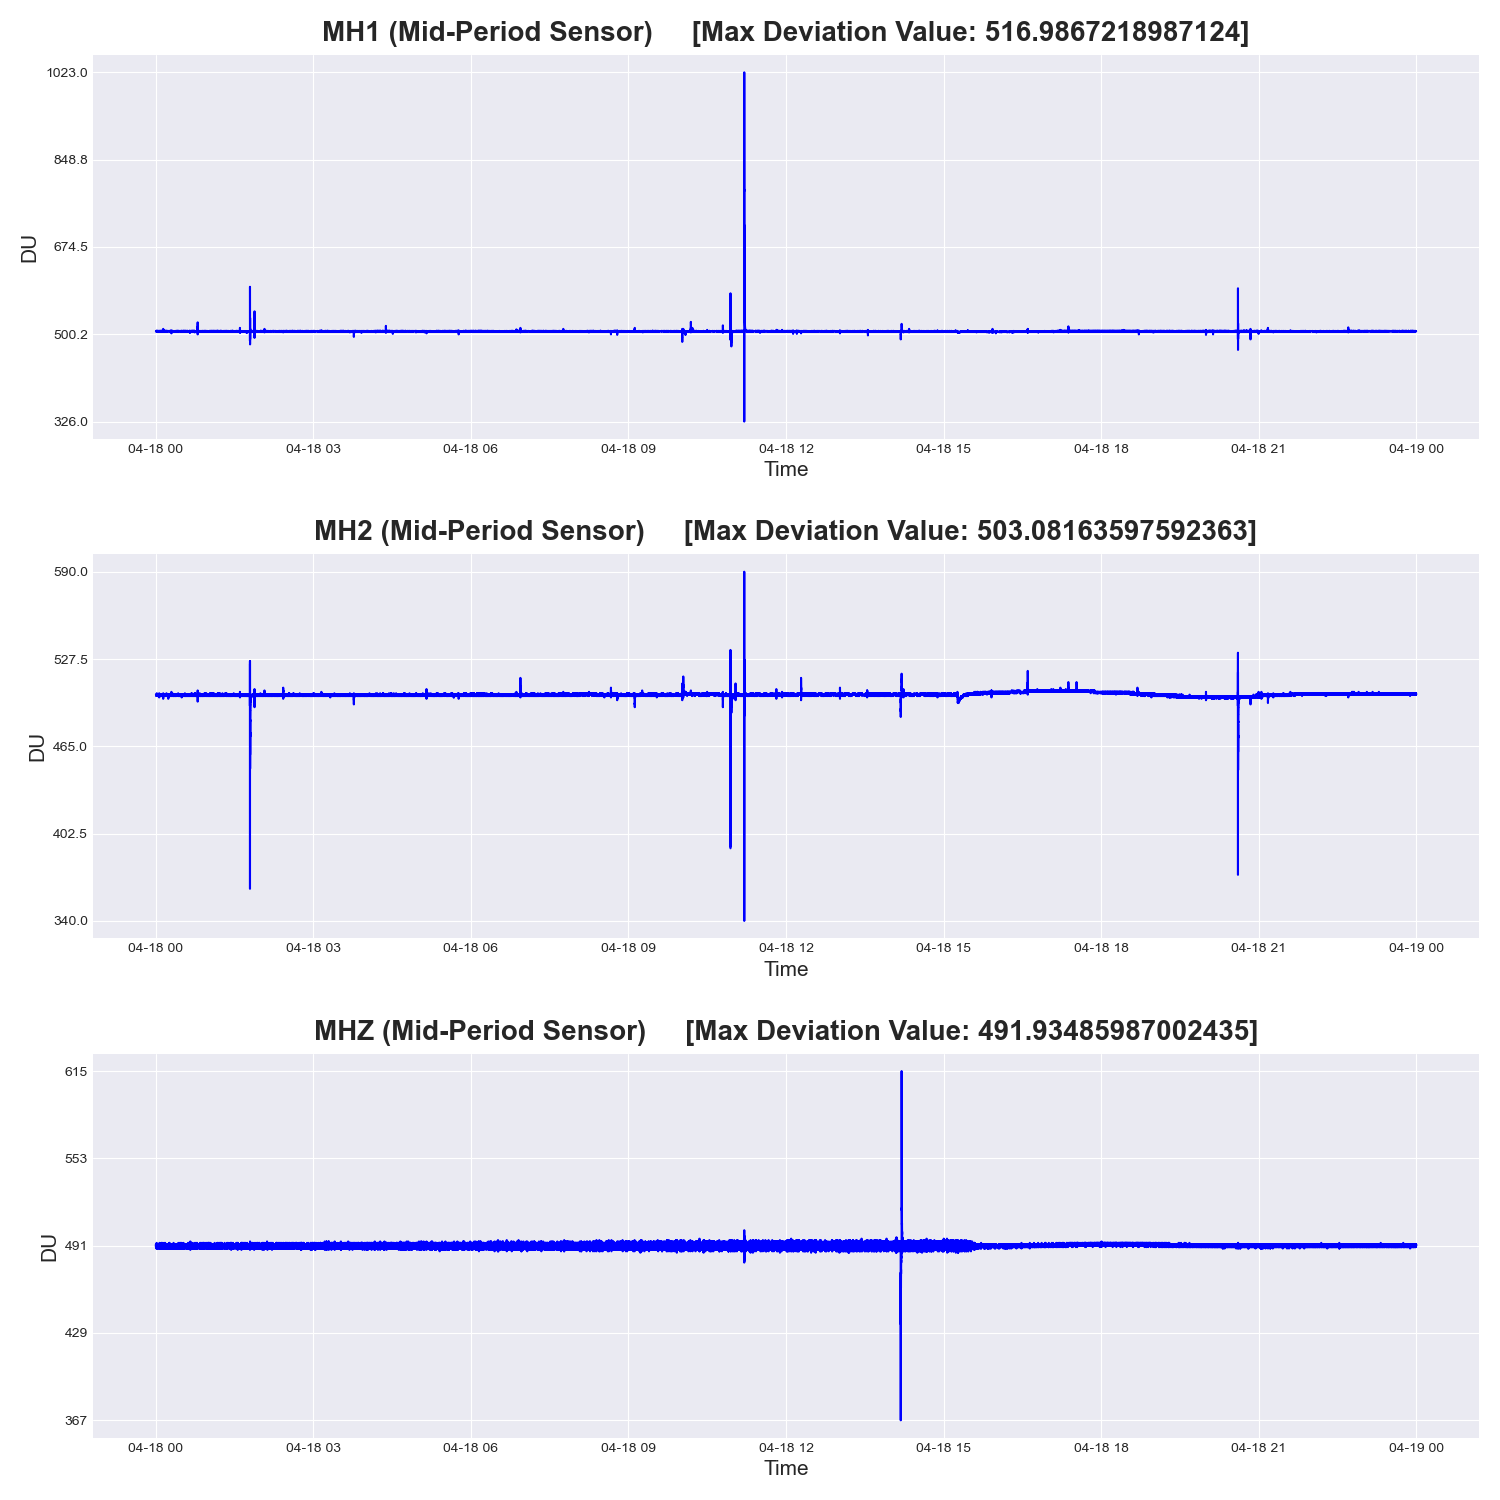 MH1 (Mid-Period Sensor) [Max Deviation Value: 516.9867218987124]
1023.0
848.8
674.5
500.2
326.0
DU
04-18 00 04-18 03 04-18 06 04-18 09 04-18 12 04-18 15 04-18 18 04-18 21 04-19 00
Time
MH2 (Mid-Period Sensor) [Max Deviation Value: 503.08163597592363]
590.0
527.5
465.0
402.5
340.0
DU
04-18 00 04-18 03 04-18 06 04-18 09 04-18 12 04-18 15 04-18 18 04-18 21 04-19 00
Time
MHZ (Mid-Period Sensor) [Max Deviation Value: 491.93485987002435]
615
553
491
429
367
DU
04-18 00 04-18 03 04-18 06 04-18 09 04-18 12 04-18 15 04-18 18 04-18 21 04-19 00
Time